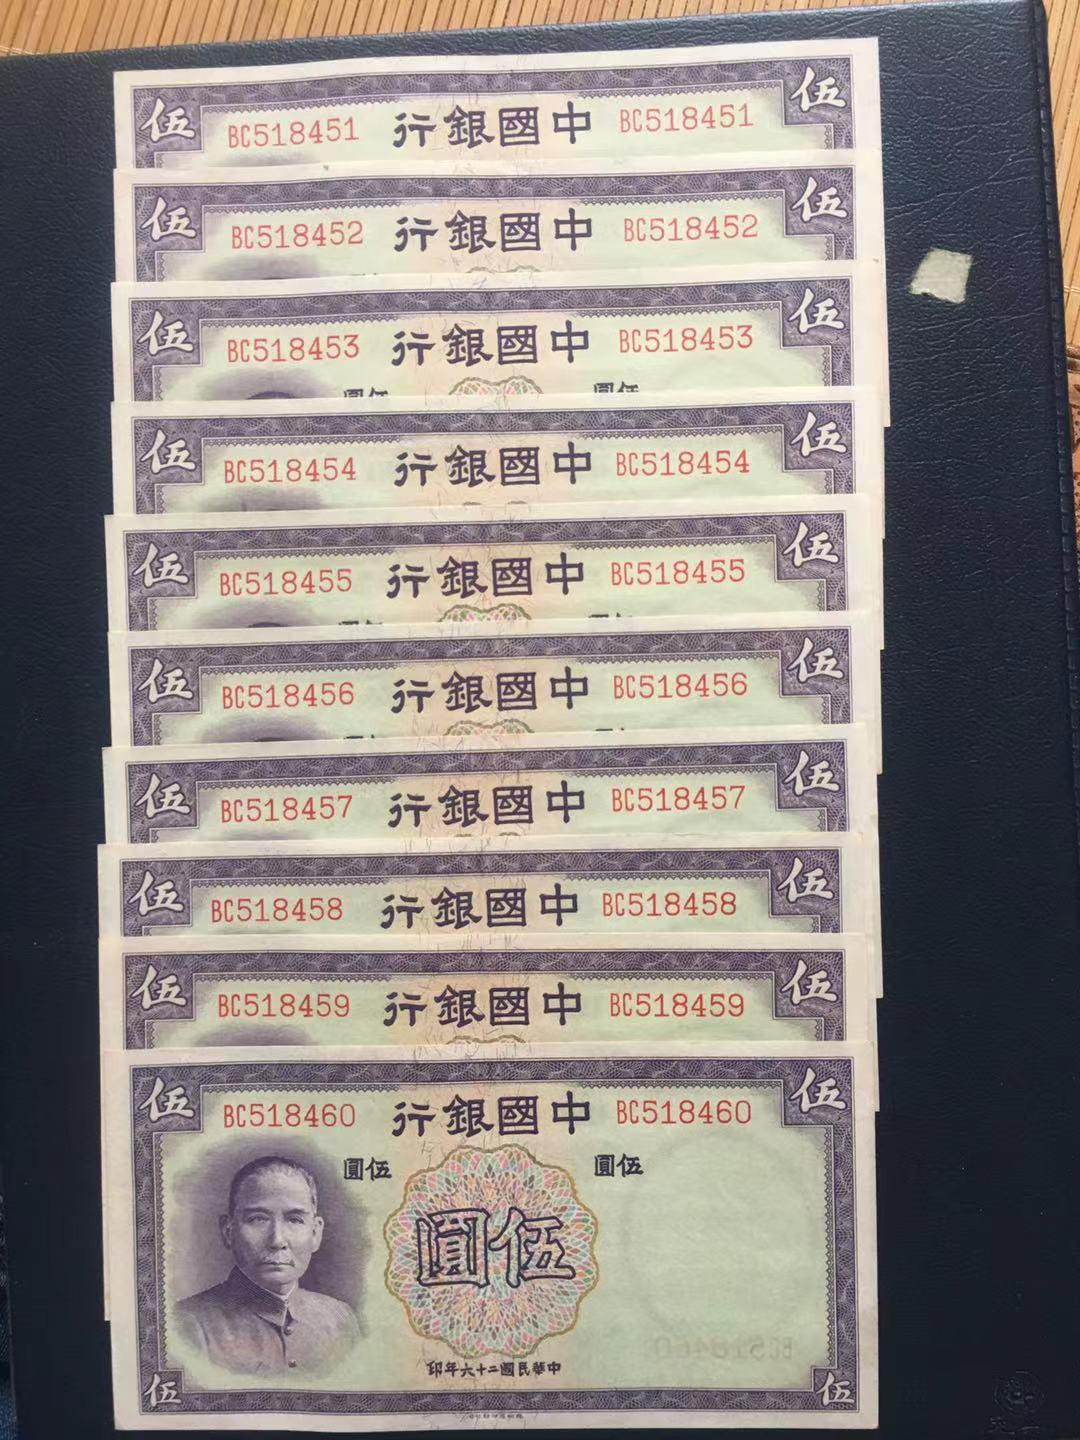 伍 BC518451 行銀國中 BC518451 伍
伍 BC518452 行銀國中 BC518452 伍
伍 BC518453 行銀國中 BC518453 伍
圓伍 圓伍
伍 BC518454 行銀國中 BC518454 伍
伍 BC518455 行銀國中 BC518455 伍
伍 BC518456 行銀國中 BC518456 伍
伍 BC518457 行銀國中 BC518457 伍
伍 BC518458 行銀國中 BC518458 伍
伍 BC518459 行銀國中 BC518459 伍
伍 BC518460 行銀國中 BC518460 伍
圓伍 圓伍
圓伍
印年六十二國民華中
伍 伍